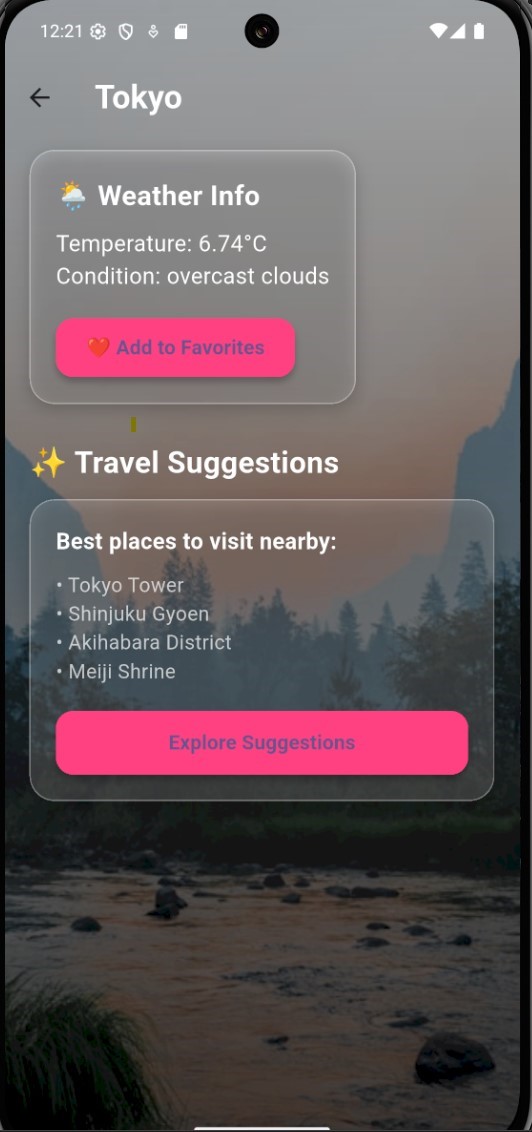 12:21
Tokyo
🌦️ Weather Info
Temperature: 6.74°C
Condition: overcast clouds
❤️ Add to Favorites
✨ Travel Suggestions
Best places to visit nearby:
• Tokyo Tower
• Shinjuku Gyoen
• Akihabara District
• Meiji Shrine
Explore Suggestions